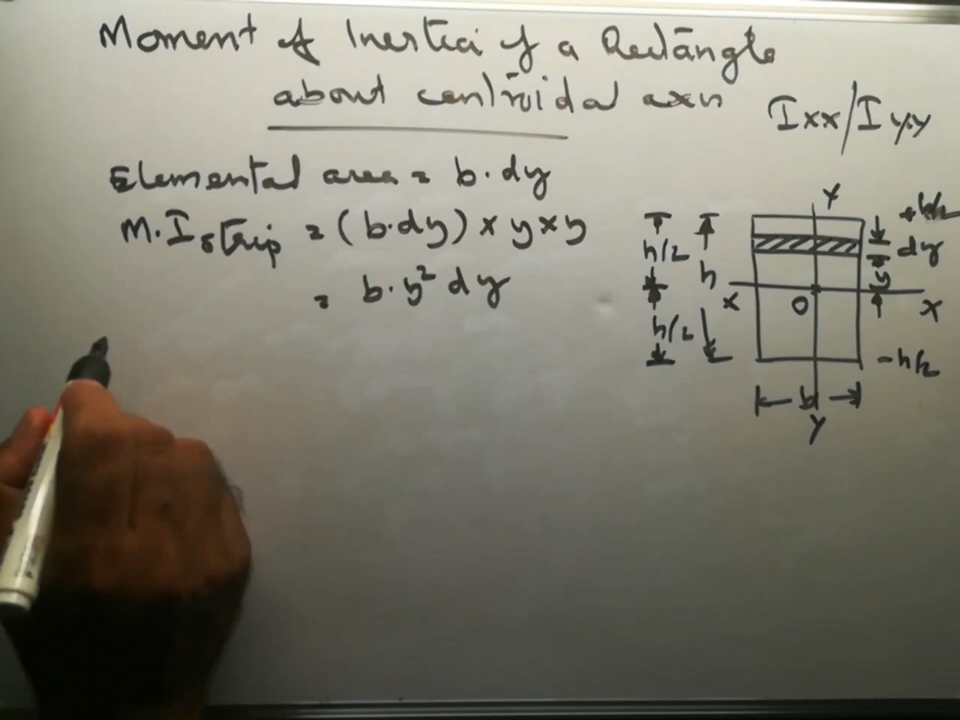 Moment of Inertia of a Rectangle
about centroidal axis
Ixx/Iyy
Elemental area = b.dy
M.I strip = (b.dy) x y x y
= b.y² dy
Y
+h/2
dy
y
h/2
h
X
O
X
h/2
-h/2
b
Y